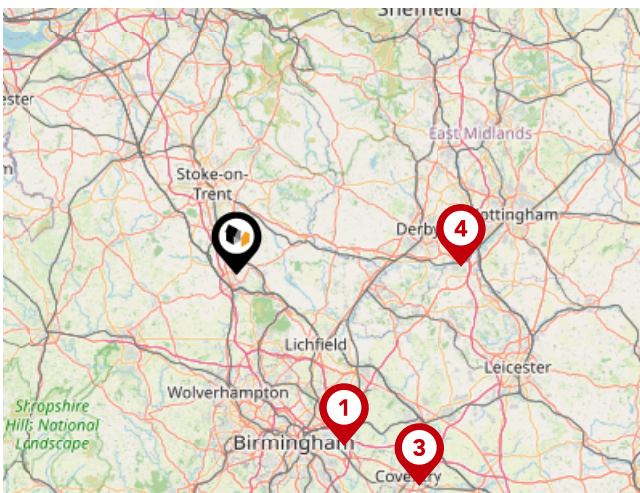 Sheffield
ester
East Midlands
m
Stoke-on-
Trent
Nottingham
Derby
4
Lichfield
Leicester
Wolverhampton
1
Shropshire
Hills National
Landscape
Birmingham
3
Coventry